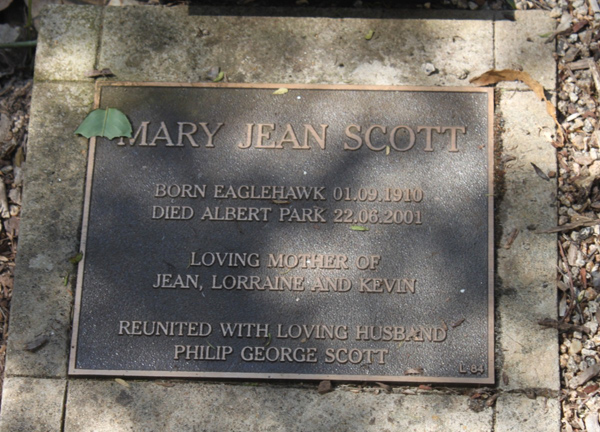 MARY JEAN SCOTT
BORN EAGLEHAWK 01.09.1910
DIED ALBERT PARK 22.06.2001
LOVING MOTHER OF
JEAN, LORRAINE AND KEVIN
REUNITED WITH LOVING HUSBAND
PHILIP GEORGE SCOTT
L-84